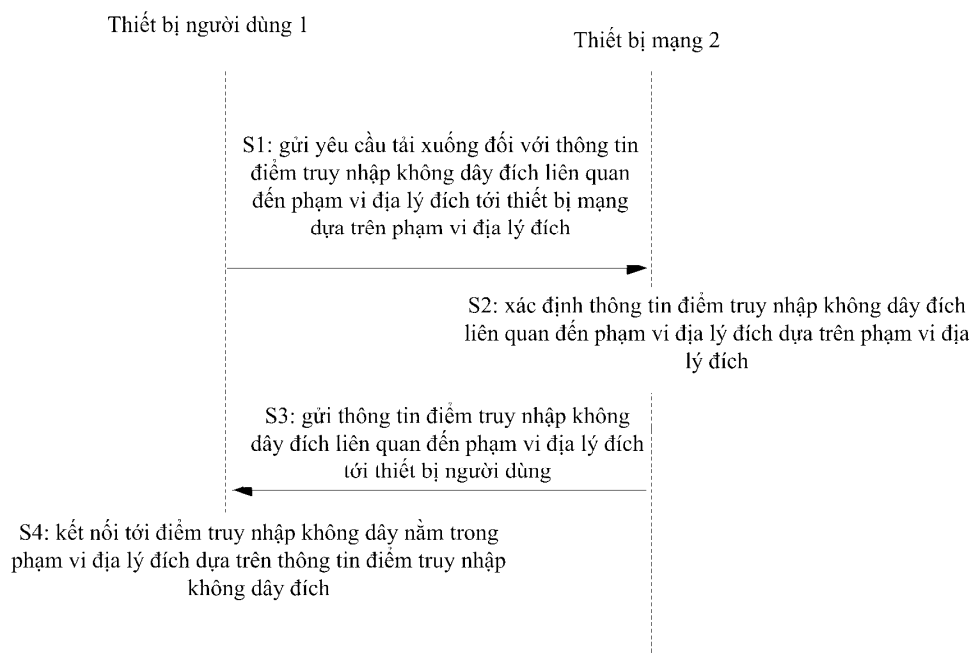 Thiết bị người dùng 1
Thiết bị mạng 2
S1: gửi yêu cầu tải xuống đối với thông tin
điểm truy nhập không dây đích liên quan
đến phạm vi địa lý đích tới thiết bị mạng
dựa trên phạm vi địa lý đích
S2: xác định thông tin điểm truy nhập không dây đích
liên quan đến phạm vi địa lý đích dựa trên phạm vi địa
lý đích
S3: gửi thông tin điểm truy nhập không
dây đích liên quan đến phạm vi địa lý đích
tới thiết bị người dùng
S4: kết nối tới điểm truy nhập không dây nằm trong
phạm vi địa lý đích dựa trên thông tin điểm truy nhập
không dây đích